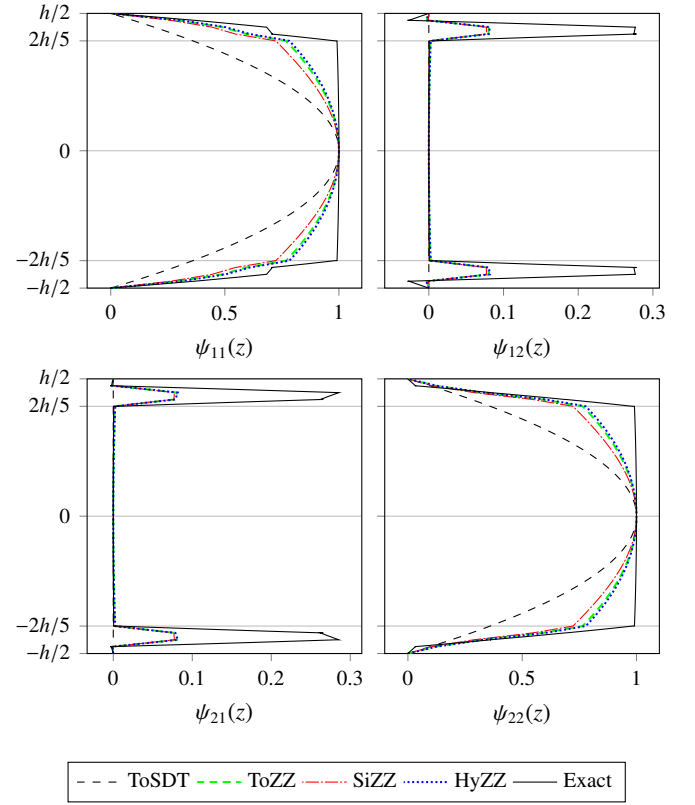 h/2
2h/5
0
−2h/5
−h/2
0 0.5 1
0 0.1 0.2 0.3
ψ₁₁(z)
ψ₁₂(z)
h/2
2h/5
0
−2h/5
−h/2
0 0.1 0.2 0.3
0 0.5 1
ψ₂₁(z)
ψ₂₂(z)
ToSDT ToZZ SiZZ HyZZ Exact